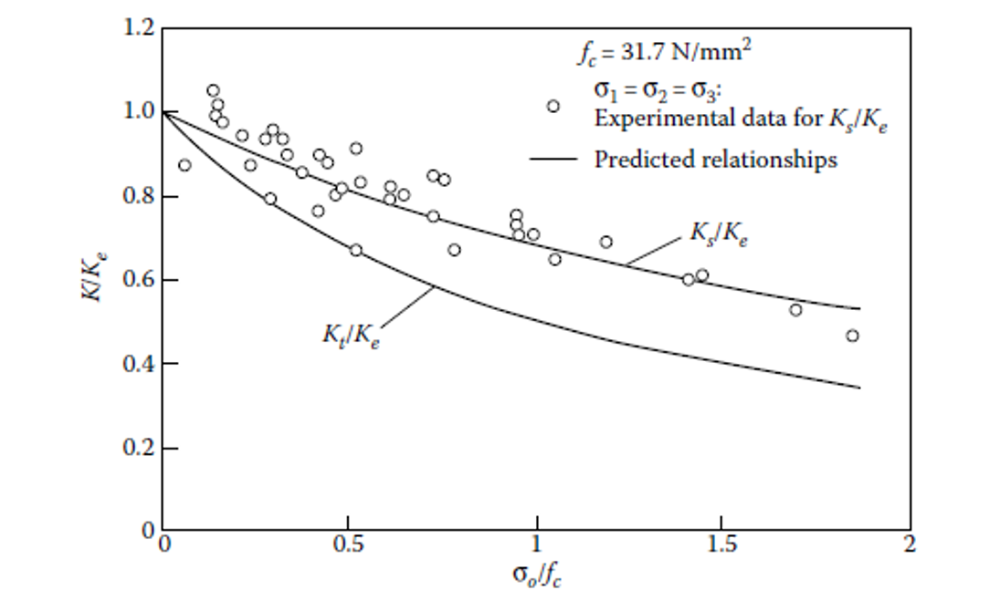 1.2
f_c = 31.7 N/mm²
σ₁ = σ₂ = σ₃:
Experimental data for K_s/K_e
Predicted relationships
1.0
0.8
K_s/K_e
K/K_e
0.6
K_t/K_e
0.4
0.2
0
0 0.5 1 1.5 2
σ_o/f_c